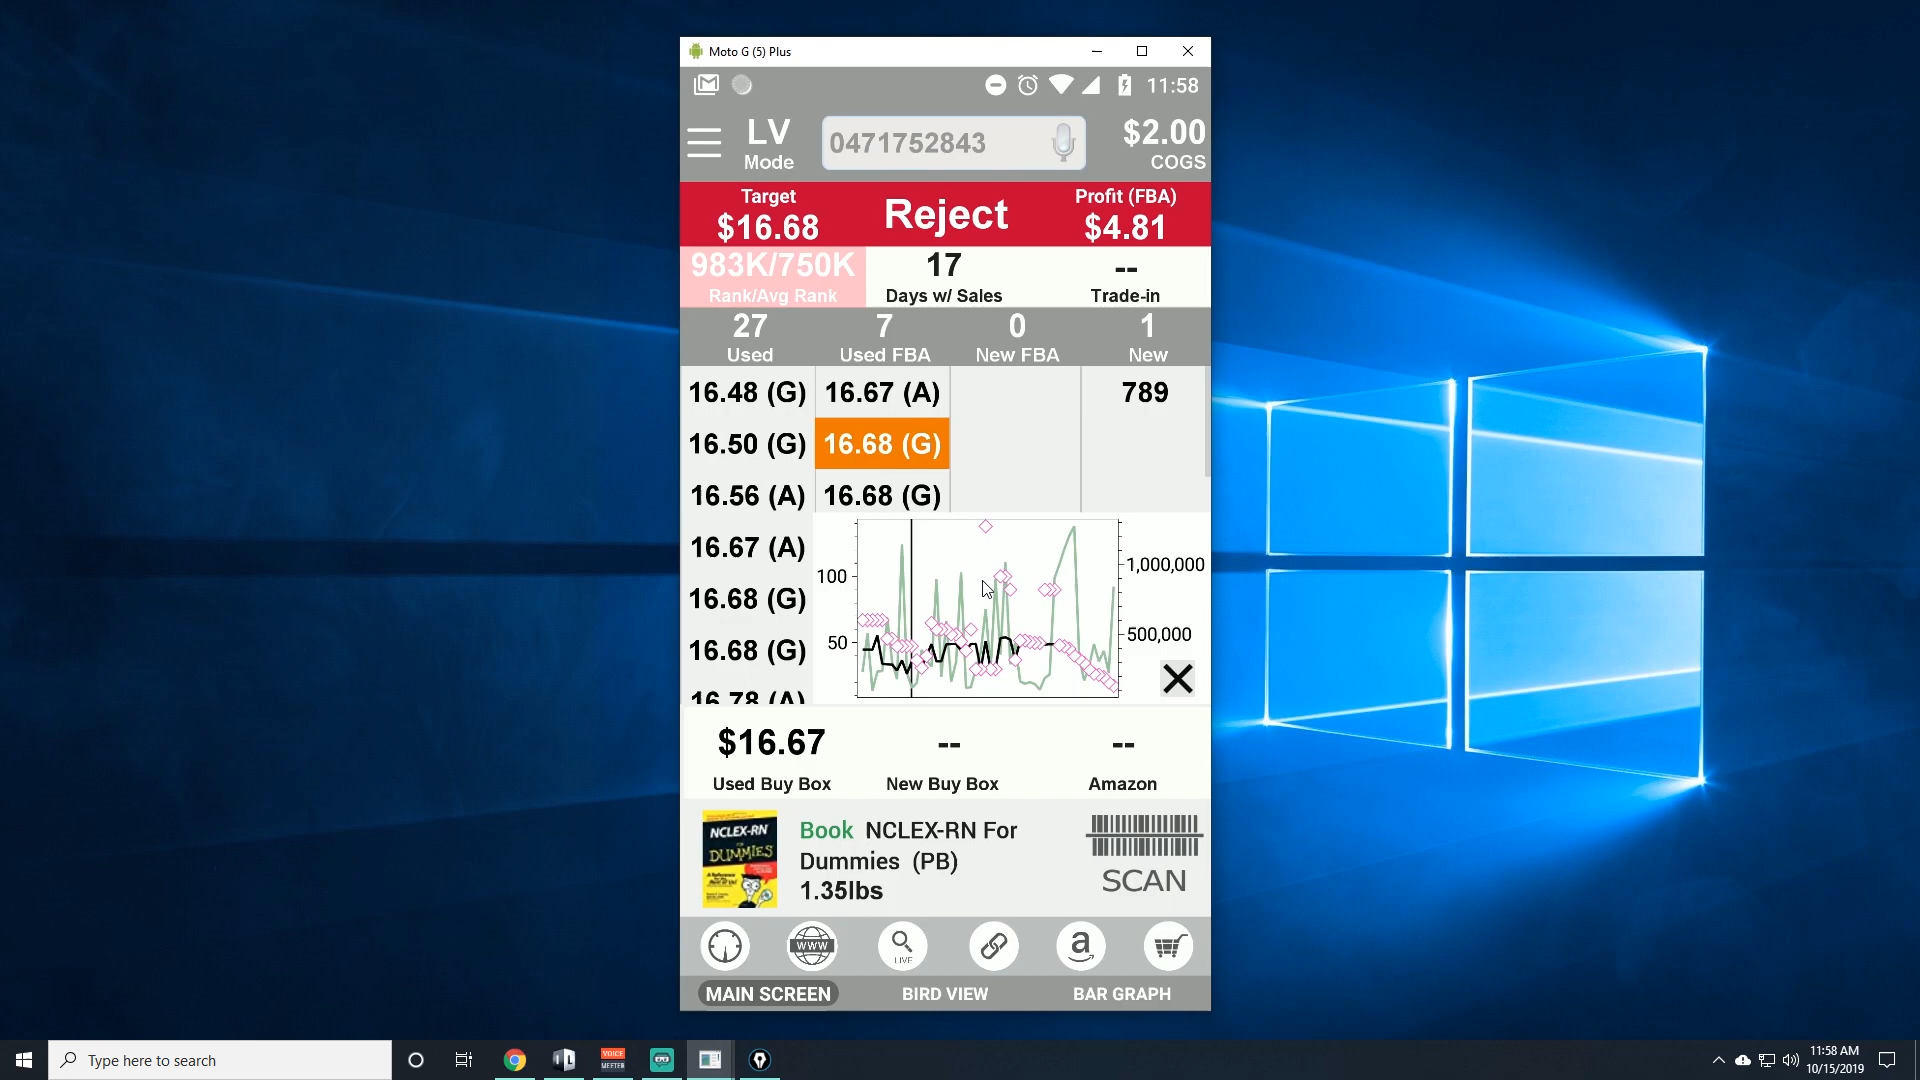 Moto G (5) Plus
11:58
LV
Mode
0471752843
$2.00
COGS
Target
$16.68
Reject
Profit (FBA)
$4.81
983K/750K
Rank/Avg Rank
17
Days w/ Sales
--
Trade-in
27
Used
7
Used FBA
0
New FBA
1
New
16.48 (G)
16.67 (A)
789
16.50 (G)
16.68 (G)
16.56 (A)
16.68 (G)
16.67 (A)
16.68 (G)
16.68 (G)
16.78 (A)
100
50
1,000,000
500,000
$16.67
Used Buy Box
--
New Buy Box
--
Amazon
NCLEX-RN
FOR
DUMMIES
Book NCLEX-RN For
Dummies (PB)
1.35lbs
SCAN
WWW
LIVE
a
MAIN SCREEN
BIRD VIEW
BAR GRAPH
Type here to search
VOICE
MEETER
11:58 AM
10/15/2019